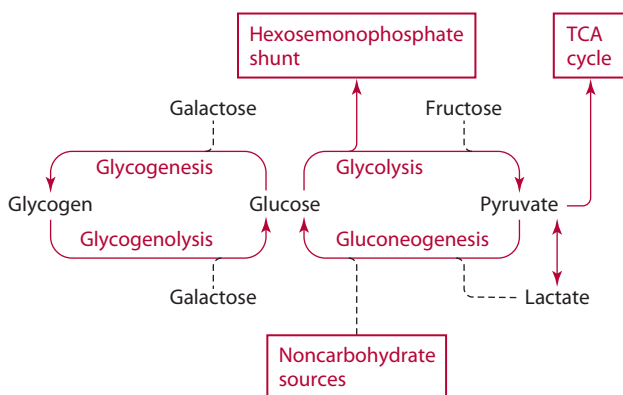 Hexosemonophosphate
shunt
TCA
cycle
Galactose
Fructose
Glycogenesis
Glycolysis
Glycogen
Glucose
Pyruvate
Glycogenolysis
Gluconeogenesis
Galactose
Lactate
Noncarbohydrate
sources